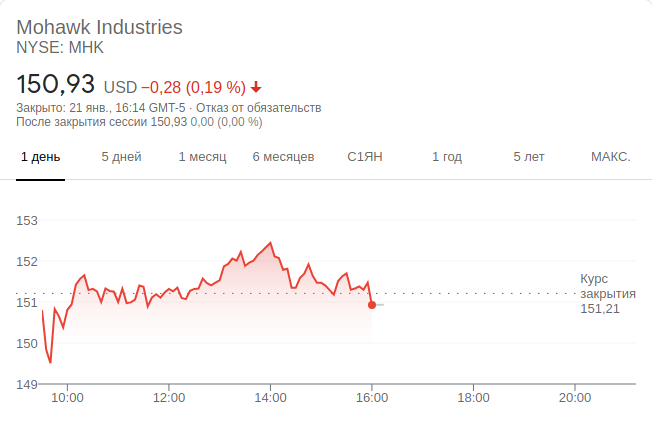 Mohawk Industries
NYSE: MHK
150,93 USD −0,28 (0,19 %)
Закрыто: 21 янв., 16:14 GMT-5 · Отказ от обязательств
После закрытия сессии 150,93 0,00 (0,00 %)
1 день 5 дней 1 месяц 6 месяцев С1ЯН 1 год 5 лет МАКС.
153
152
Курс
закрытия
151,21
151
150
149
10:00 12:00 14:00 16:00 18:00 20:00